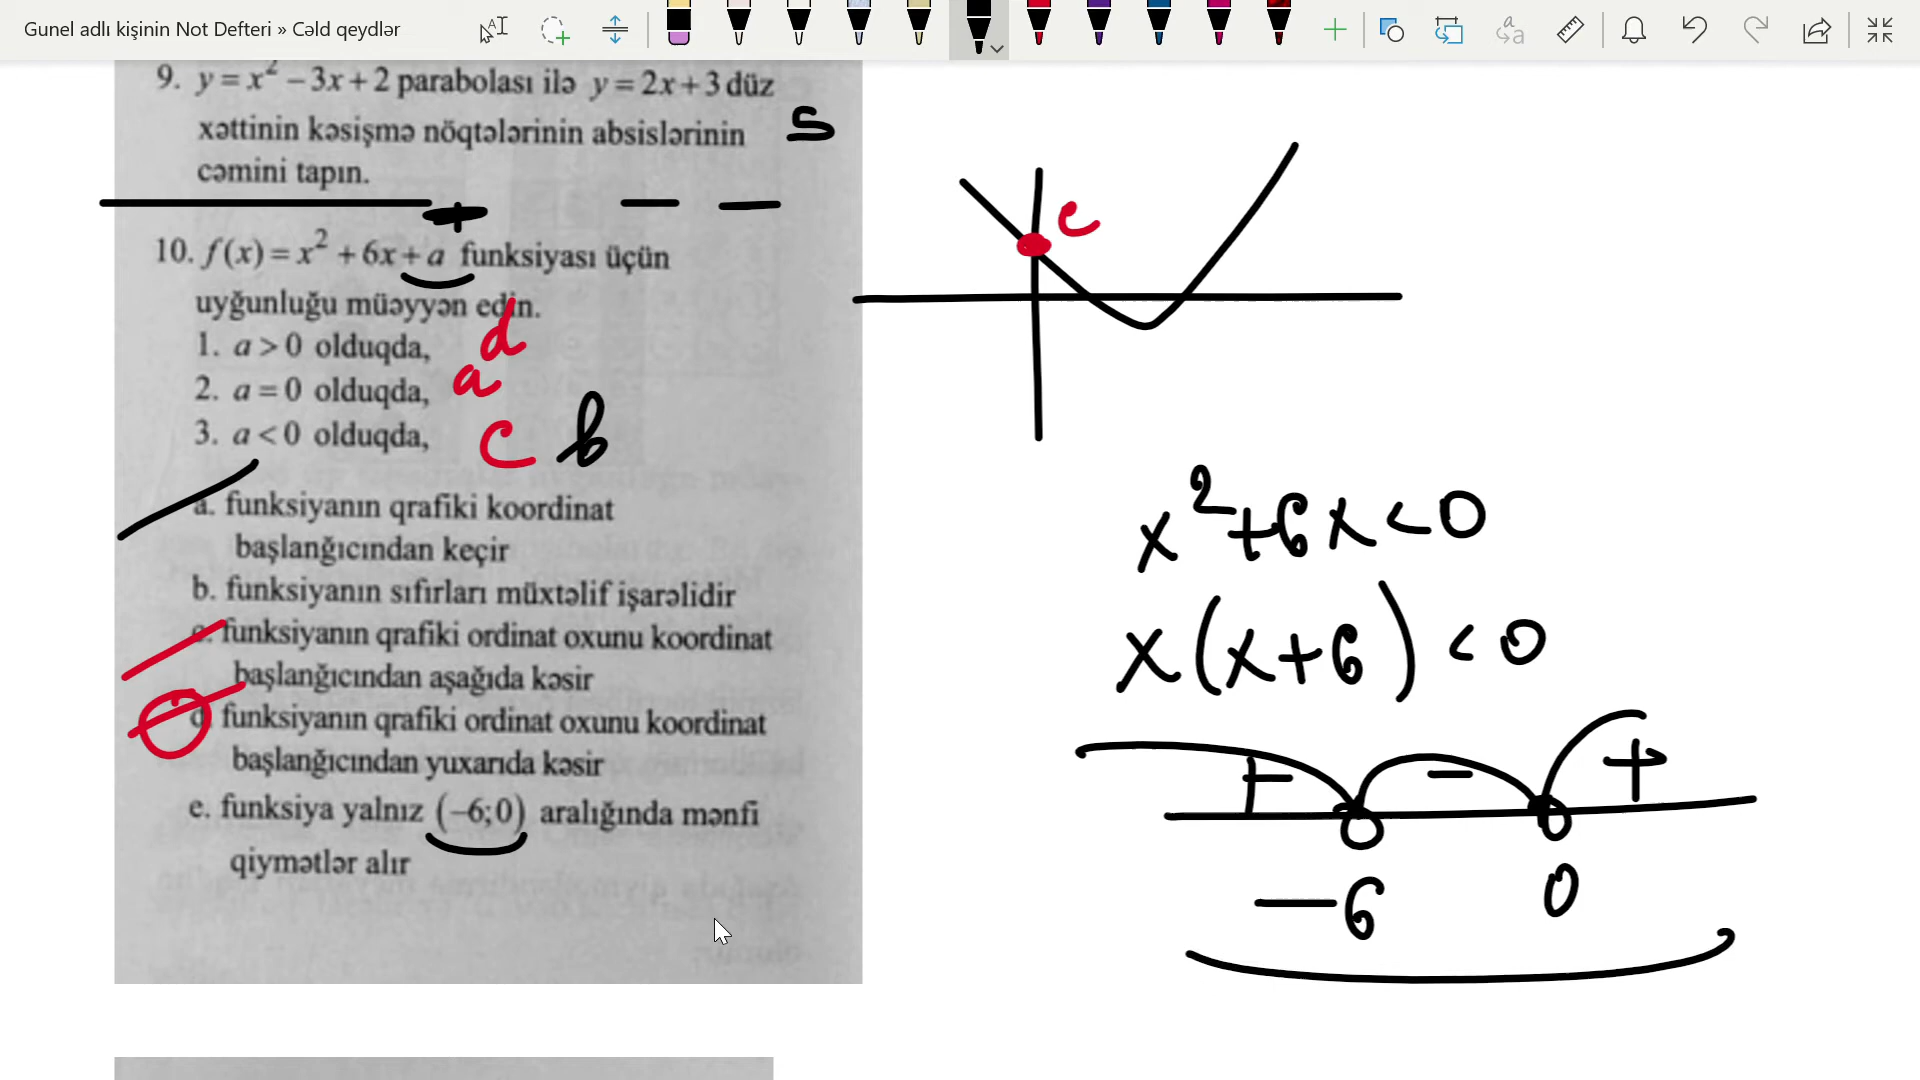 Gunel adlı kişinin Not Defteri » Cəld qeydlər
9. y = x² − 3x + 2 parabolası ilə y = 2x + 3 düz
xəttinin kəsişmə nöqtələrinin absislərinin
cəmini tapın.
5
+
10. f(x) = x² + 6x + a funksiyası üçün
uyğunluğu müəyyən edin.
1. a > 0 olduqda, d
2. a = 0 olduqda, a
3. a < 0 olduqda, c b
a. funksiyanın qrafiki koordinat
başlanğıcından keçir
b. funksiyanın sıfırları müxtəlif işarəlidir
c. funksiyanın qrafiki ordinat oxunu koordinat
başlanğıcından aşağıda kəsir
d. funksiyanın qrafiki ordinat oxunu koordinat
başlanğıcından yuxarıda kəsir
e. funksiya yalnız (−6;0) aralığında mənfi
qiymətlər alır
c
x² + 6x < 0
x(x+6) < 0
+ − +
−6 0